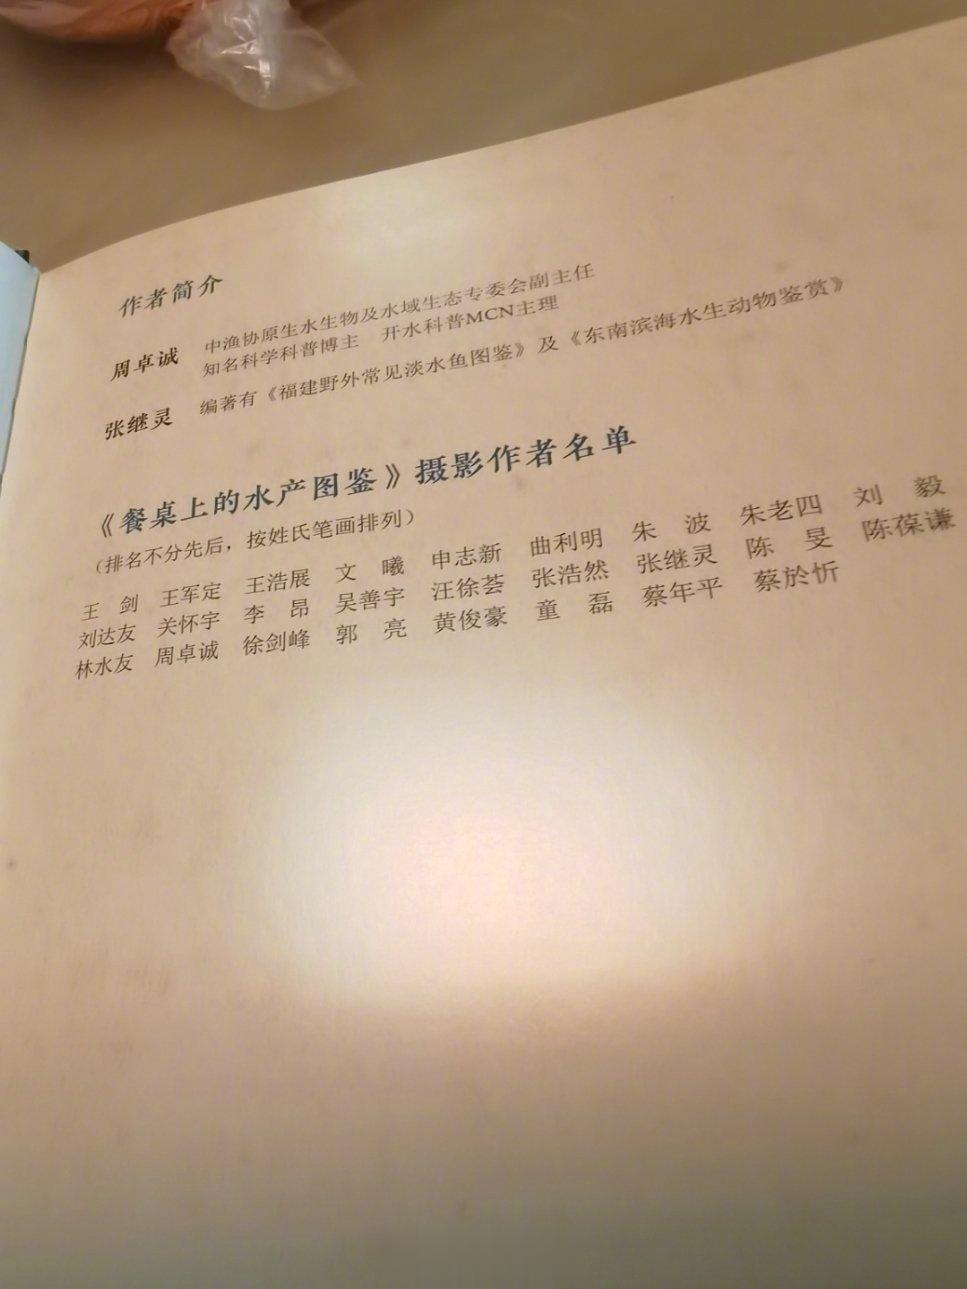 作者简介
周卓诚 中渔协原生水生物及水域生态专委会副主任
知名科学科普博主 开水科普MCN主理
张继灵 编著有《福建野外常见淡水鱼图鉴》及《东南滨海水生动物鉴赏》
《餐桌上的水产图鉴》摄影作者名单
（排名不分先后，按姓氏笔画排列）
王 剑 王军定 王浩展 文 曦 申志新 曲利明 朱 波 朱老四 刘 毅
刘达友 关怀宇 李 昂 吴善宇 汪徐荟 张浩然 张继灵 陈 旻 陈葆谦
林水友 周卓诚 徐剑峰 郭 亮 黄俊豪 童 磊 蔡年平 蔡於忻